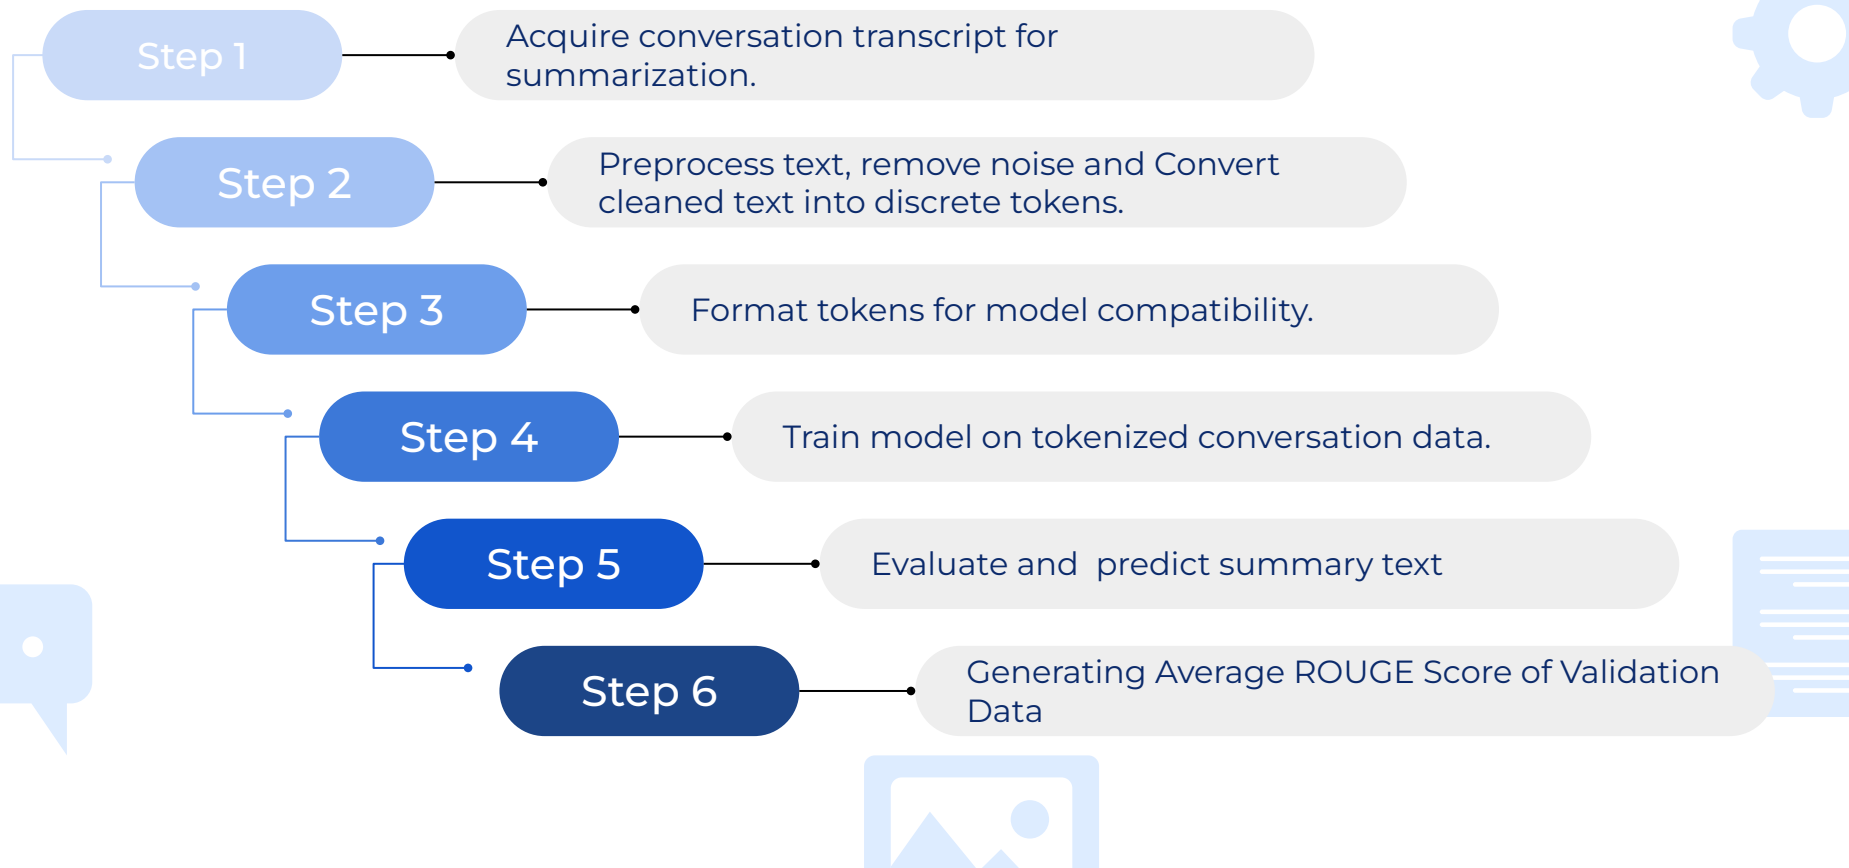 Step 1
Acquire conversation transcript for
summarization.
Step 2
Preprocess text, remove noise and Convert
cleaned text into discrete tokens.
Step 3
Format tokens for model compatibility.
Step 4
Train model on tokenized conversation data.
Step 5
Evaluate and  predict summary text
Step 6
Generating Average ROUGE Score of Validation
Data